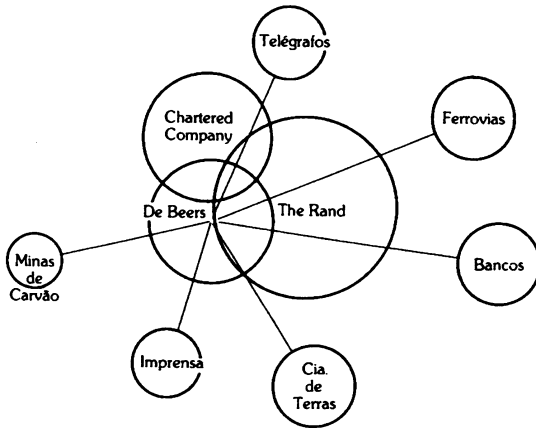 Telégrafos
Chartered
Company
Ferrovias
De Beers
The Rand
Minas
de
Carvão
Bancos
Imprensa
Cia.
de
Terras